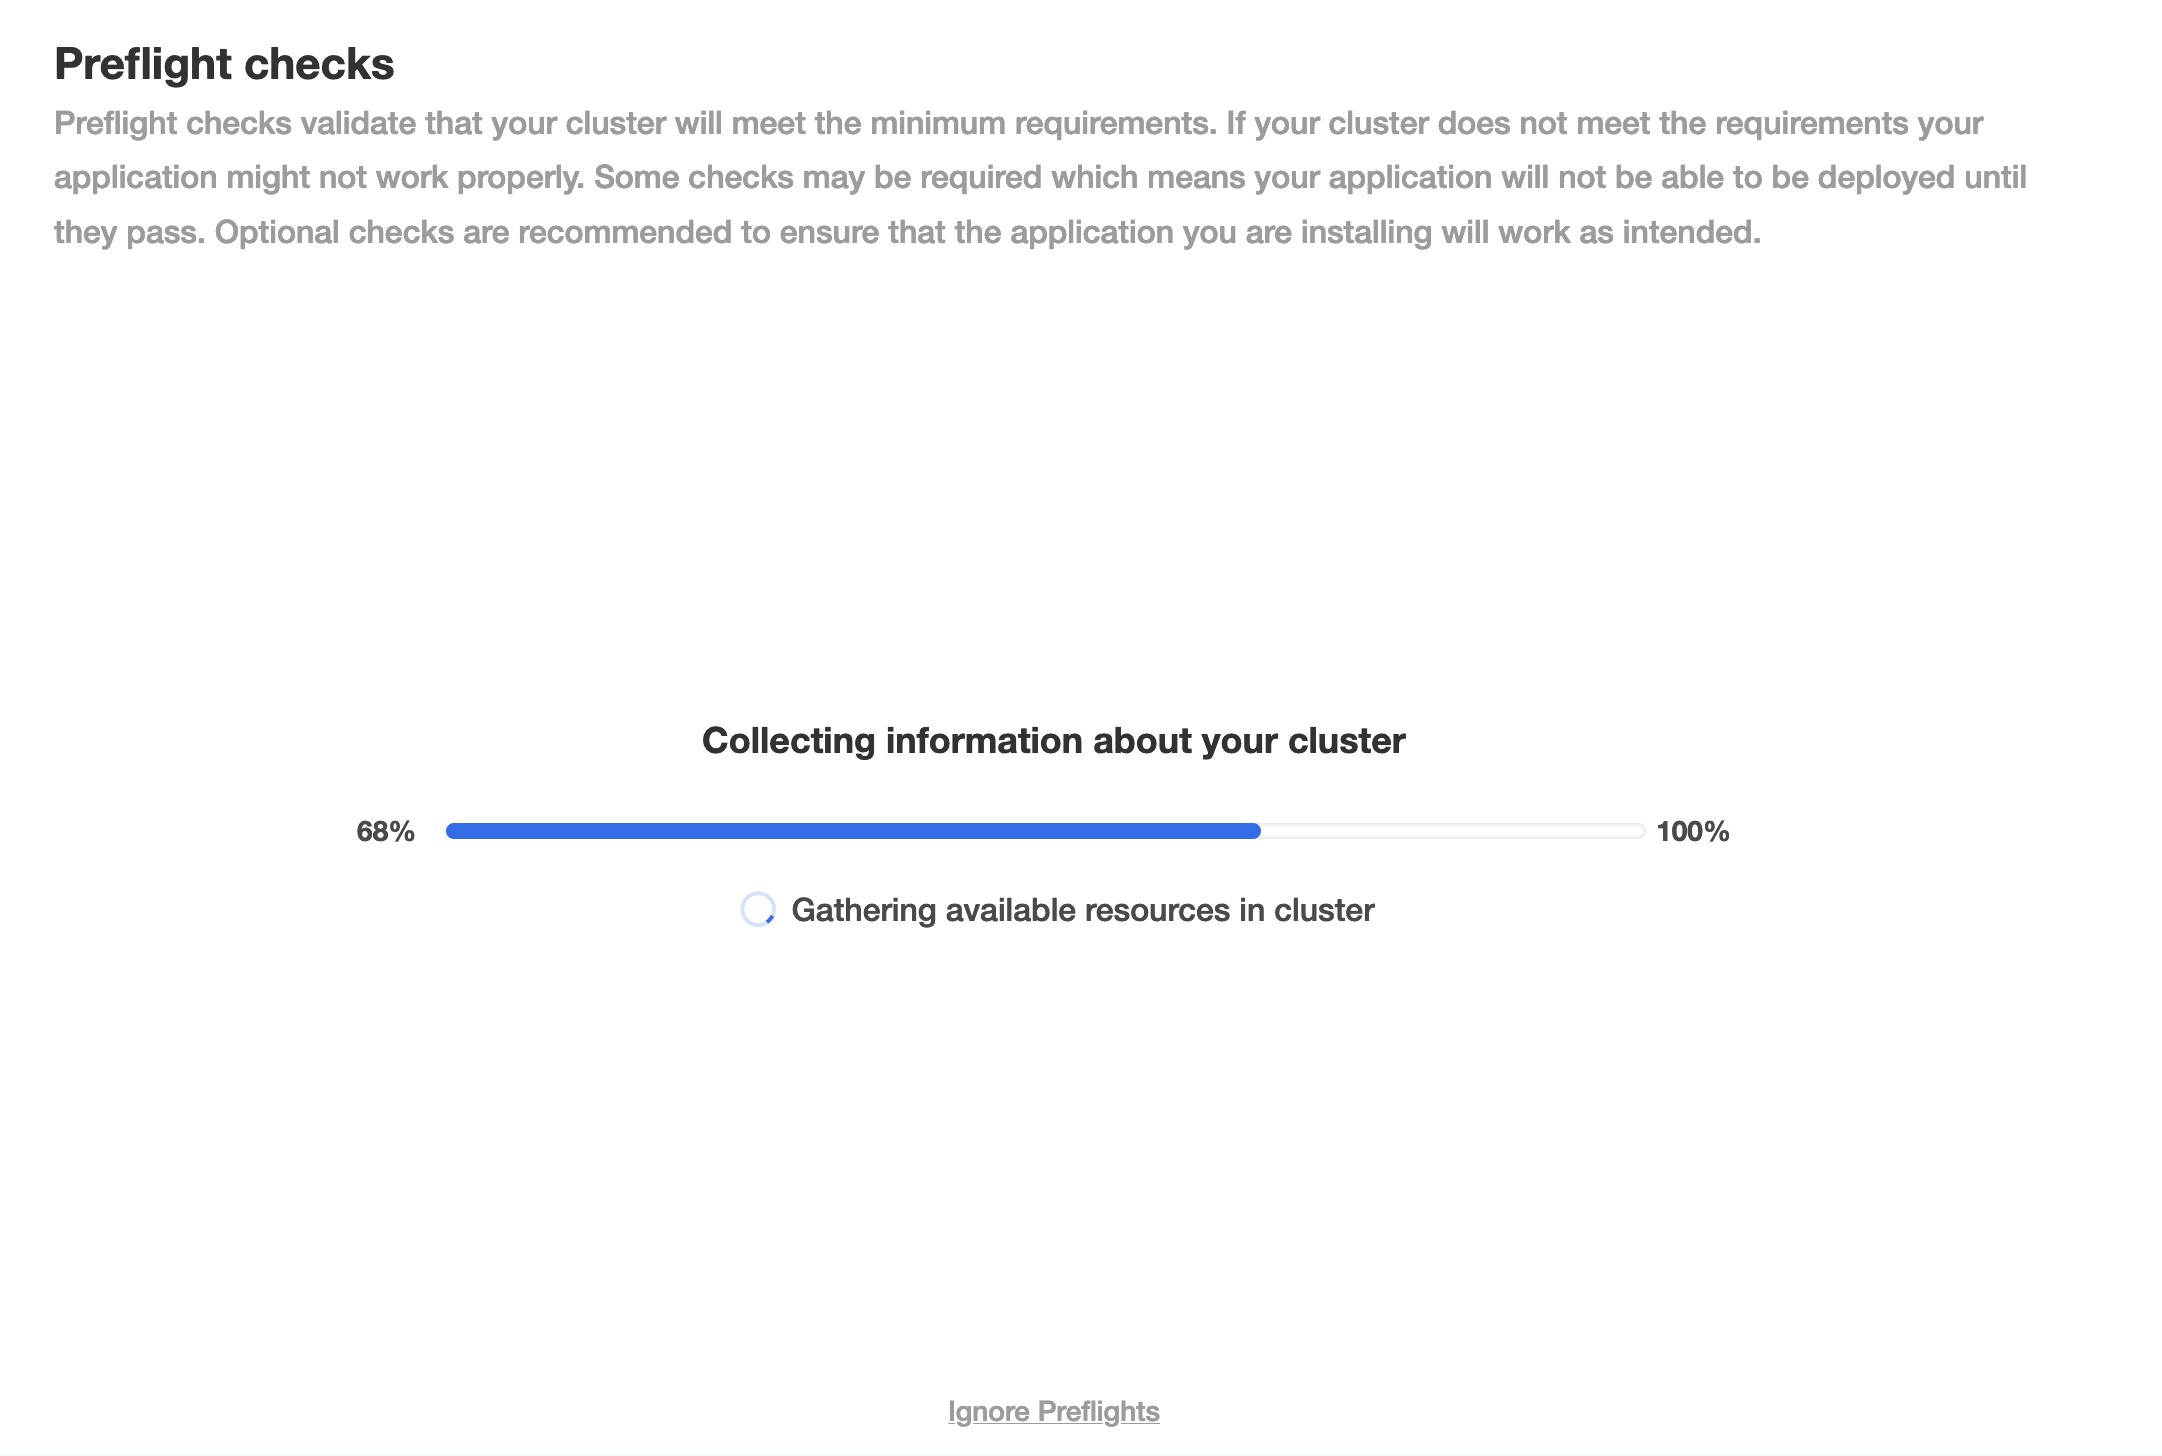 Preflight checks
Preflight checks validate that your cluster will meet the minimum requirements. If your cluster does not meet the requirements your
application might not work properly. Some checks may be required which means your application will not be able to be deployed until
they pass. Optional checks are recommended to ensure that the application you are installing will work as intended.
Collecting information about your cluster
68% 100%
Gathering available resources in cluster
Ignore Preflights